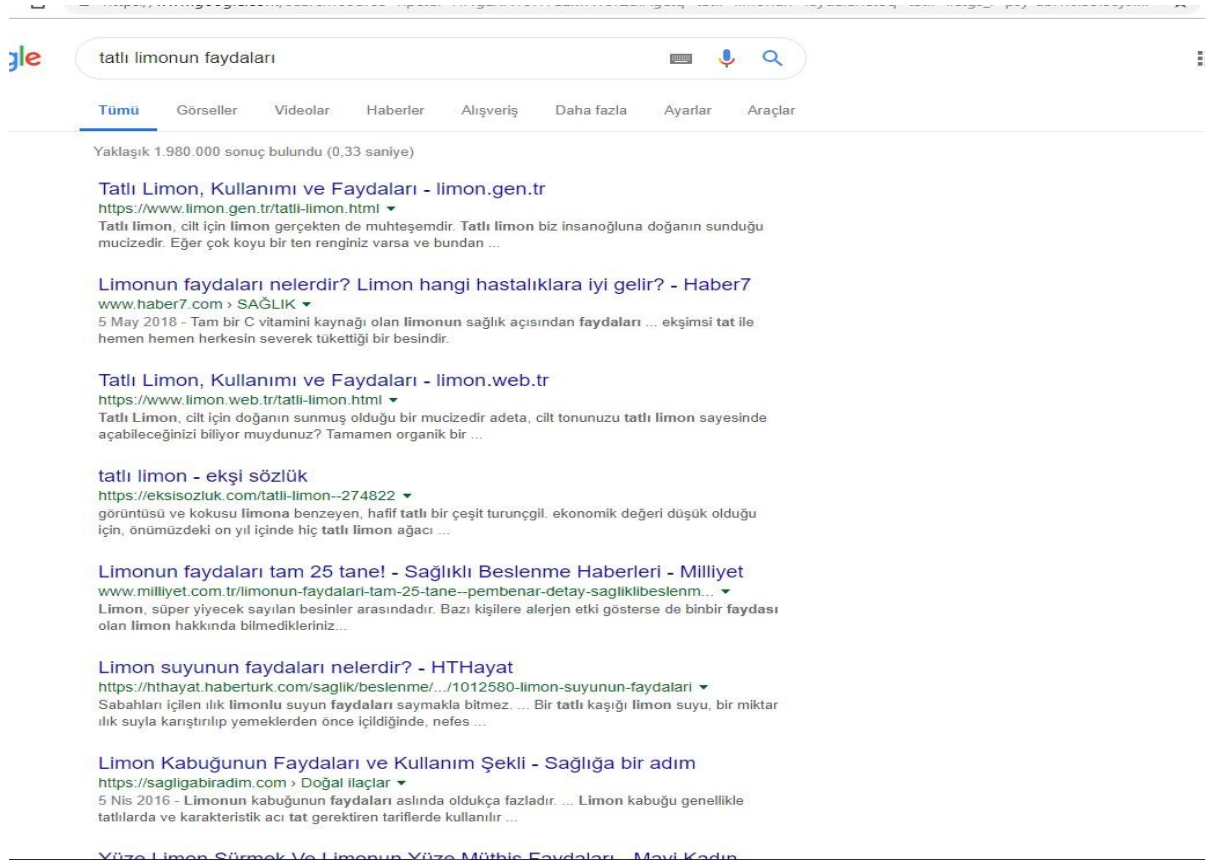 gle
tatlı limonun faydaları
Tümü Görseller Videolar Haberler Alışveriş Daha fazla Ayarlar Araçlar
Yaklaşık 1.980.000 sonuç bulundu (0,33 saniye)
Tatlı Limon, Kullanımı ve Faydaları - limon.gen.tr
https://www.limon.gen.tr/tatli-limon.html
Tatlı limon, cilt için limon gerçekten de muhteşemdir. Tatlı limon biz insanoğluna doğanın sunduğu
mucizedir. Eğer çok koyu bir ten renginiz varsa ve bundan ...
Limonun faydaları nelerdir? Limon hangi hastalıklara iyi gelir? - Haber7
www.haber7.com › SAĞLIK
5 May 2018 - Tam bir C vitamini kaynağı olan limonun sağlık açısından faydaları ... ekşimsi tat ile
hemen hemen herkesin severek tükettiği bir besindir.
Tatlı Limon, Kullanımı ve Faydaları - limon.web.tr
https://www.limon.web.tr/tatli-limon.html
Tatlı Limon, cilt için doğanın sunmuş olduğu bir mucizedir adeta, cilt tonunuzu tatlı limon sayesinde
açabileceğinizi biliyor muydunuz? Tamamen organik bir ...
tatlı limon - ekşi sözlük
https://eksisozluk.com/tatli-limon--274822
görüntüsü ve kokusu limona benzeyen, hafif tatlı bir çeşit turunçgil. ekonomik değeri düşük olduğu
için, önümüzdeki on yıl içinde hiç tatlı limon ağacı ...
Limonun faydaları tam 25 tane! - Sağlıklı Beslenme Haberleri - Milliyet
www.milliyet.com.tr/limonun-faydalari-tam-25-tane--pembenar-detay-sagliklibeslenm...
Limon, süper yiyecek sayılan besinler arasındadır. Bazı kişilere alerjen etki gösterse de binbir faydası
olan limon hakkında bilmedikleriniz...
Limon suyunun faydaları nelerdir? - HTHayat
https://hthayat.haberturk.com/saglik/beslenme/.../1012580-limon-suyunun-faydalari
Sabahları içilen ılık limonlu suyun faydaları saymakla bitmez. ... Bir tatlı kaşığı limon suyu, bir miktar
ılık suyla karıştırılıp yemeklerden önce içildiğinde, nefes ...
Limon Kabuğunun Faydaları ve Kullanım Şekli - Sağlığa bir adım
https://sagligabiradim.com › Doğal ilaçlar
5 Nis 2016 - Limonun kabuğunun faydaları aslında oldukça fazladır. ... Limon kabuğu genellikle
tatlılarda ve karakteristik acı tat gerektiren tariflerde kullanılır ...
Yüze Limon Sürmek Ve Limonun Yüze Müthiş Faydaları - Mavi Kadın